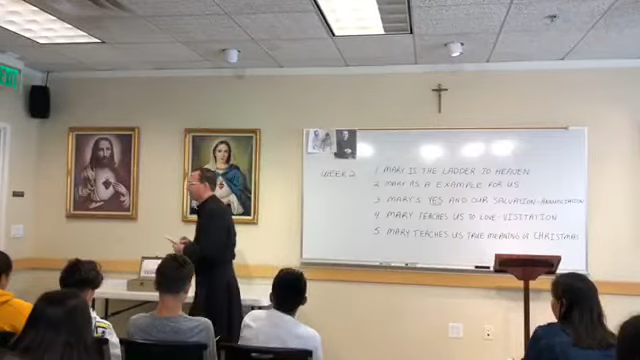 WEEK 2
1 MARY IS THE LADDER TO HEAVEN
2 MARY AS A EXAMPLE FOR US
3 MARY'S YES AND OUR SALVATION-ANNUNCIATION
4 MARY TEACHES US TO LOVE-VISITATION
5 MARY TEACHES US TRUE MEANING OF CHRISTMAS